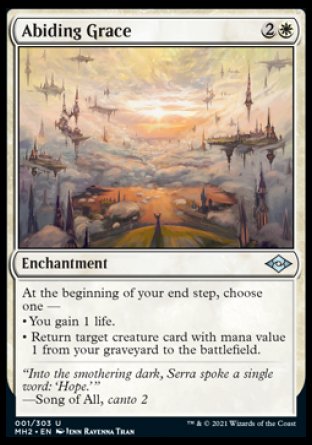 Abiding Grace 2
Enchantment
At the beginning of your end step, choose
one —
•You gain 1 life.
• Return target creature card with mana value
1 from your graveyard to the battlefield.
“Into the smothering dark, Serra spoke a single
word: ‘Hope.’”
—Song of All, canto 2
001/303 U
MH2 • EN Jenn Ravenna Tran
™ & © 2021 Wizards of the Coast